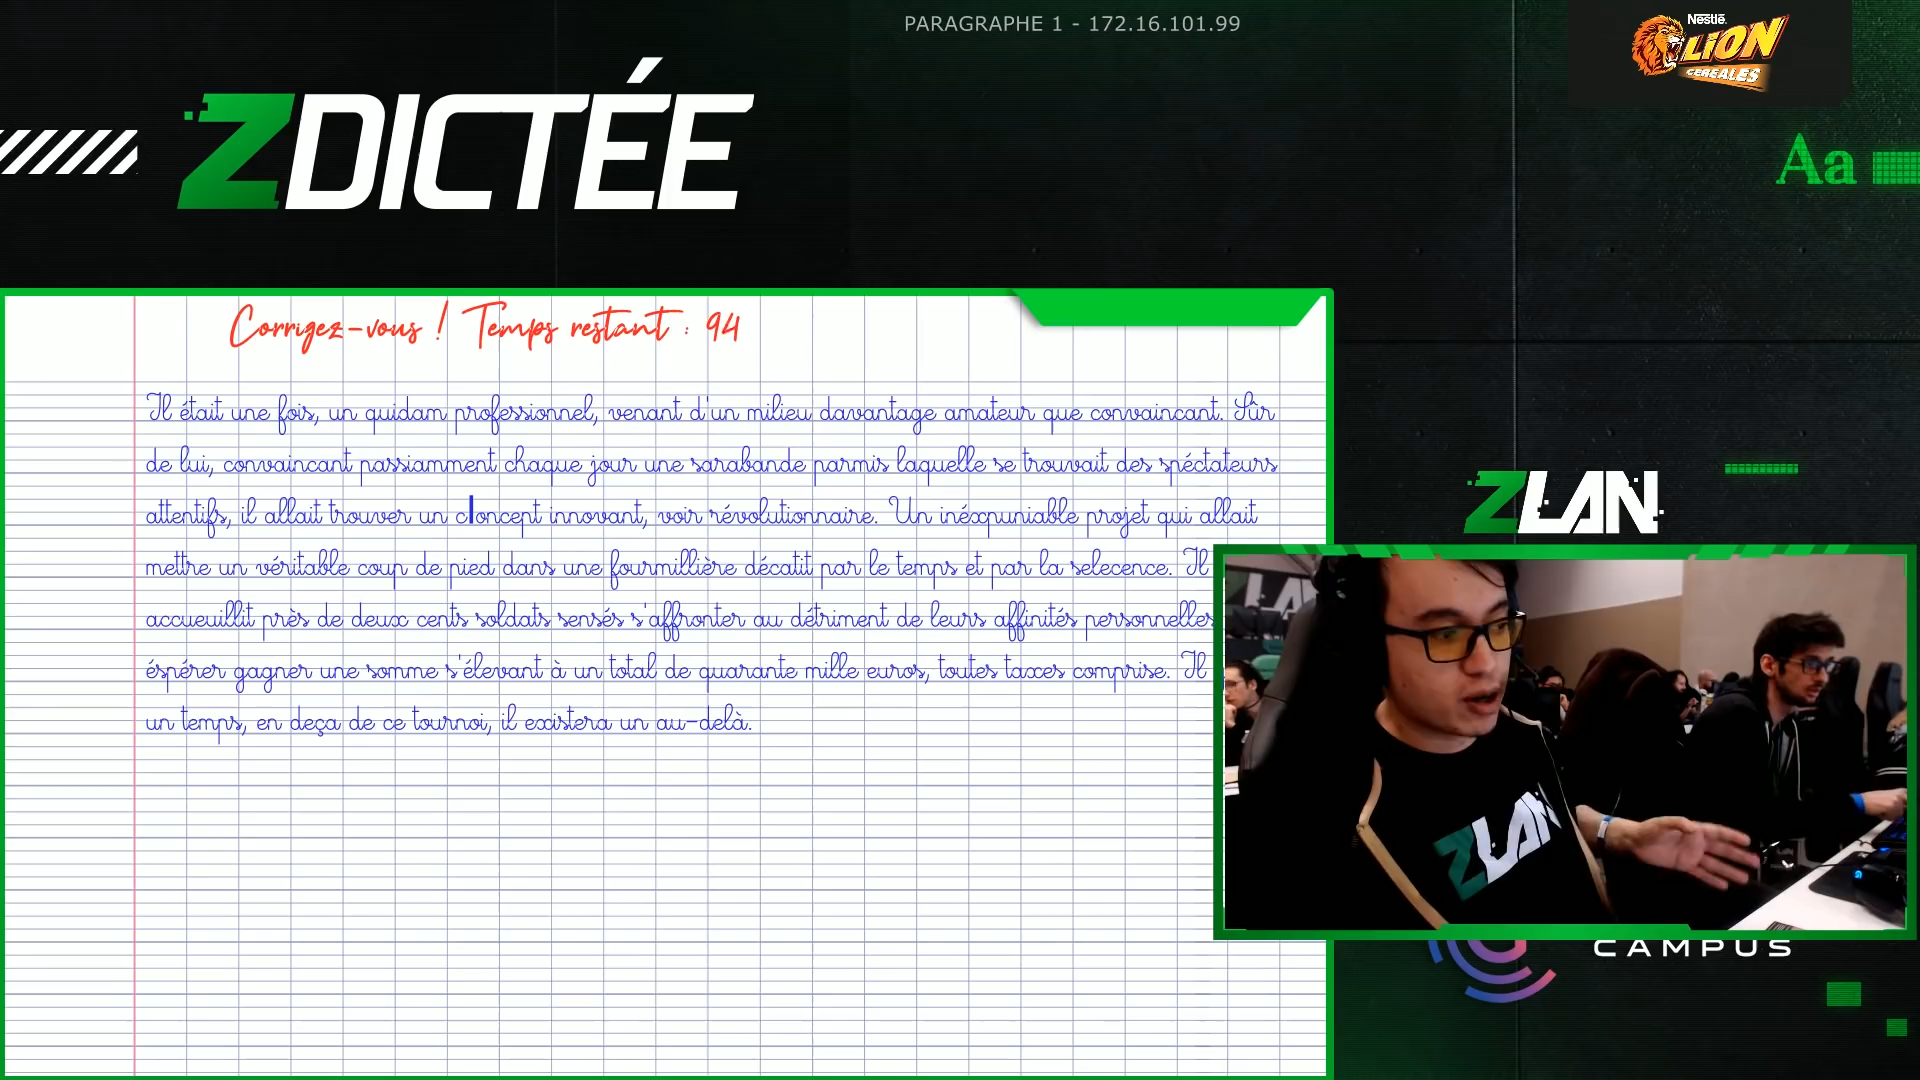 PARAGRAPHE 1 - 172.16.101.99
Nestlé.
LION
CEREALES
ZDICTÉE
Aa
Corrigez-vous ! Temps restant : 94
Il était une fois, un quidam professionnel, venant d'un milieu davantage amateur que convaincant. Sûr
de lui, convaincant passiamment chaque jour une sarabande parmis laquelle se trouvait des spéctateurs
attentifs, il allait trouver un concept innovant, voir révolutionnaire. Un inéxpuniable projet qui allait
mettre un véritable coup de pied dans une fourmillière décatit par le temps et par la selecence. Il
accueuillit près de deux cents soldats sensés s'affronter au détriment de leurs affinités personnelles
éspérer gagner une somme s'élevant à un total de quarante mille euros, toutes taxes comprise. Il
un temps, en deça de ce tournoi, il existera un au-delà.
ZLAN
ZLAN
CAMPUS